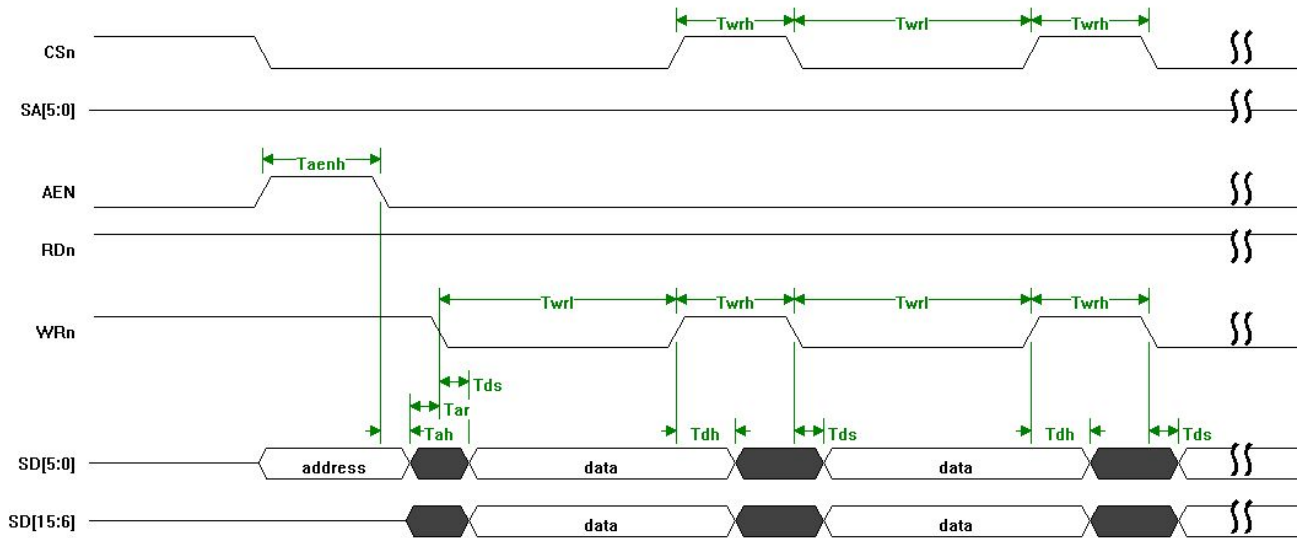 Twrh Twrl Twrh
CSn
SA[5:0]
Taenh
AEN
RDn
Twrl Twrh Twrl Twrh
WRn
Tds
Tar
Tah Tdh Tds Tdh Tds
SD[5:0] address data data
SD[15:6] data data